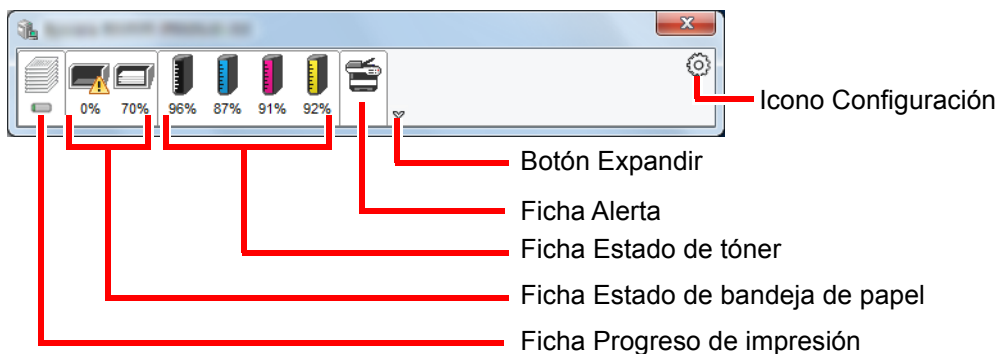 0% 70% 96% 87% 91% 92%
Icono Configuración
Botón Expandir
Ficha Alerta
Ficha Estado de tóner
Ficha Estado de bandeja de papel
Ficha Progreso de impresión